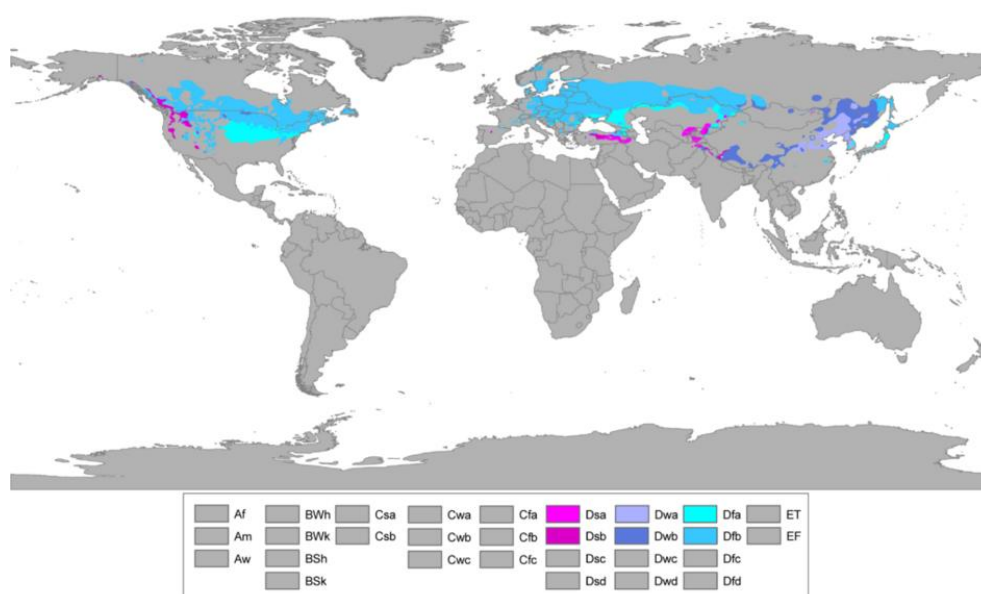 Af BWh Csa Cwa Cfa Dsa Dwa Dfa ET
Am BWk Csb Cwb Cfb Dsb Dwb Dfb EF
Aw BSh Cwc Cfc Dsc Dwc Dfc
BSk Dsd Dwd Dfd